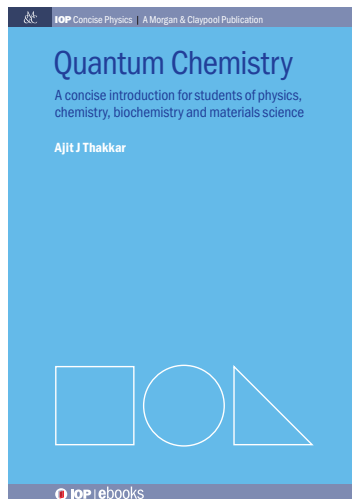 M&C
IOP Concise Physics | A Morgan & Claypool Publication
Quantum Chemistry
A concise introduction for students of physics,
chemistry, biochemistry and materials science
Ajit J Thakkar
IOP | ebooks